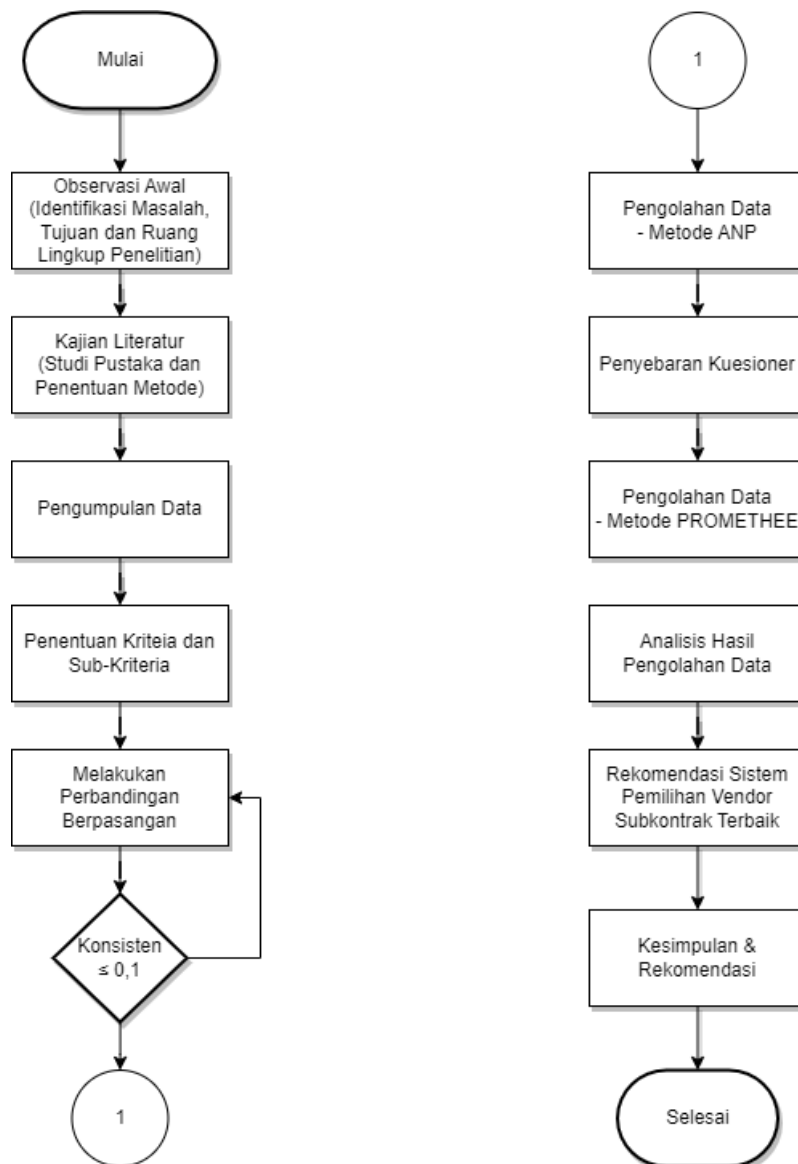 Mulai
Observasi Awal
(Identifikasi Masalah,
Tujuan dan Ruang
Lingkup Penelitian)
Kajian Literatur
(Studi Pustaka dan
Penentuan Metode)
Pengumpulan Data
Penentuan Kriteia dan
Sub-Kriteria
Melakukan
Perbandingan
Berpasangan
Konsisten
≤ 0,1
1
1
Pengolahan Data
- Metode ANP
Penyebaran Kuesioner
Pengolahan Data
- Metode PROMETHEE
Analisis Hasil
Pengolahan Data
Rekomendasi Sistem
Pemilihan Vendor
Subkontrak Terbaik
Kesimpulan &
Rekomendasi
Selesai